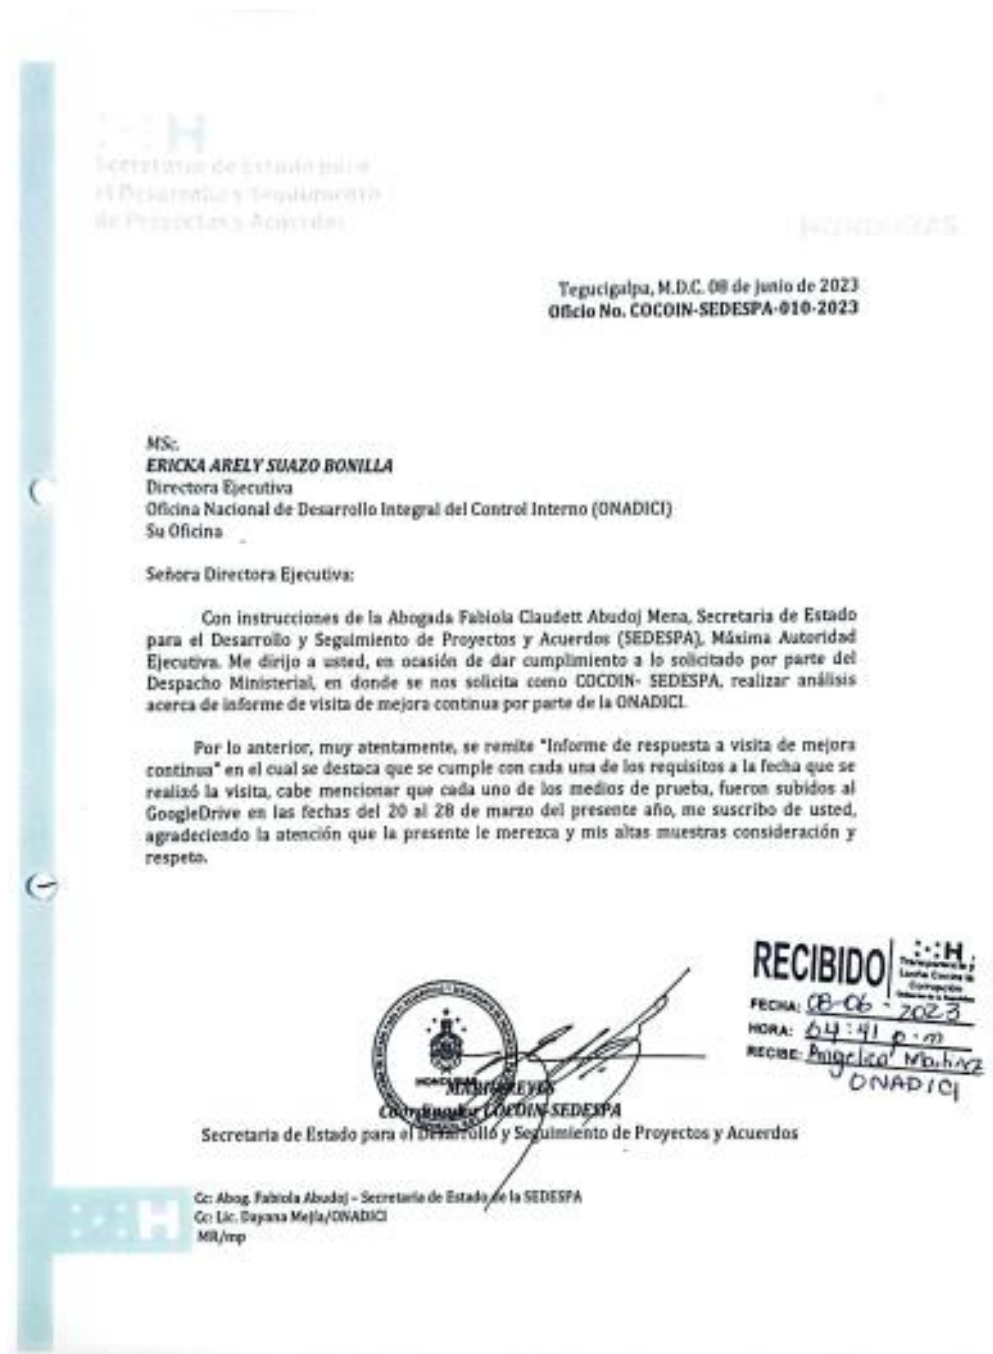 H
Secretaría de Estado para
el Desarrollo y Seguimiento
de Proyectos y Acuerdos
HONDURAS
Tegucigalpa, M.D.C. 08 de junio de 2023
Oficio No. COCOIN-SEDESPA-010-2023
MSc.
ERICKA ARELY SUAZO BONILLA
Directora Ejecutiva
Oficina Nacional de Desarrollo Integral del Control Interno (ONADICI)
Su Oficina
Señora Directora Ejecutiva:
Con instrucciones de la Abogada Fabiola Claudett Abudoj Mena, Secretaria de Estado
para el Desarrollo y Seguimiento de Proyectos y Acuerdos (SEDESPA), Máxima Autoridad
Ejecutiva. Me dirijo a usted, en ocasión de dar cumplimiento a lo solicitado por parte del
Despacho Ministerial, en donde se nos solicita como COCOIN- SEDESPA, realizar análisis
acerca de informe de visita de mejora continua por parte de la ONADICI.
Por lo anterior, muy atentamente, se remite "Informe de respuesta a visita de mejora
continua" en el cual se destaca que se cumple con cada una de los requisitos a la fecha que se
realizó la visita, cabe mencionar que cada uno de los medios de prueba, fueron subidos al
GoogleDrive en las fechas del 20 al 28 de marzo del presente año, me suscribo de usted,
agradeciendo la atención que la presente le merezca y mis altas muestras consideración y
respeto.
RECIBIDO
H
Transparencia y
Lucha Contra la
Corrupción
FECHA: 08-06-2023
HORA: 04:41 p.m
RECIBE: Angelica Martinez
ONADICI
HONDURAS
REYES
Coordinador COCOIN-SEDESPA
Secretaria de Estado para el Desarrollo y Seguimiento de Proyectos y Acuerdos
Cc: Abog. Fabiola Abudoj – Secretaria de Estado de la SEDESPA
Cc: Lic. Dayana Mejía/ONADICI
MR/mp
H